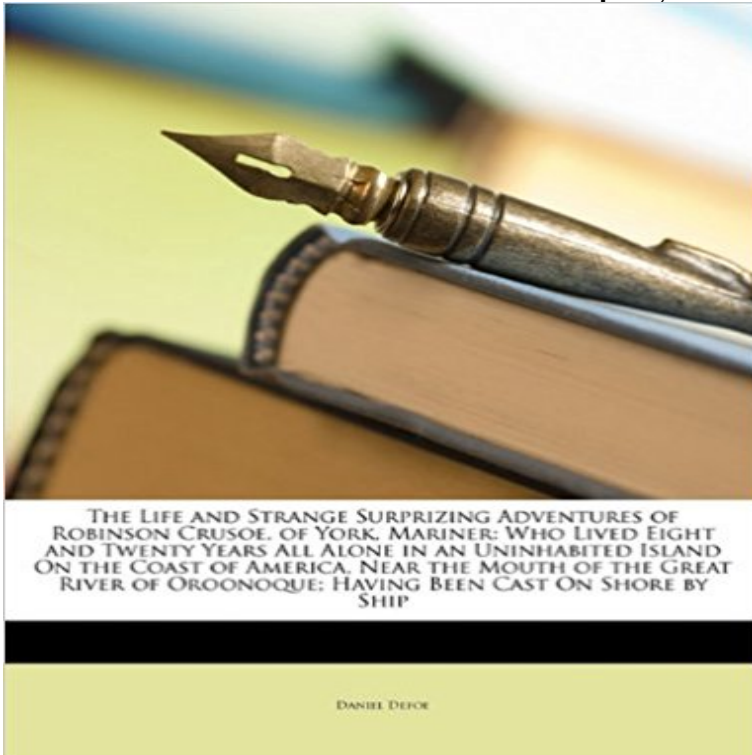 The Life and Strange Surprizing Adventures of
Robinson Crusoe, of York, Mariner: Who Lived Eight
and Twenty Years All Alone in an Uninhabited Island
On the Coast of America, Near the Mouth of the Great
River of Oroonoque; Having Been Cast On Shore by
Ship
Daniel Defoe